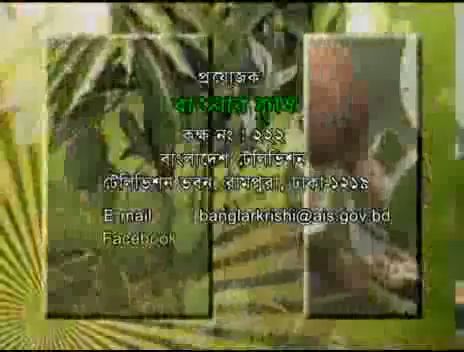 প্রযোজক
বাংলার কৃষি
কক্ষ নং : ২২২
বাংলাদেশ টেলিভিশন
টেলিভিশন ভবন, রামপুরা, ঢাকা-১২১৯
E-mail : banglarkrishi@ais.gov.bd
Facebook